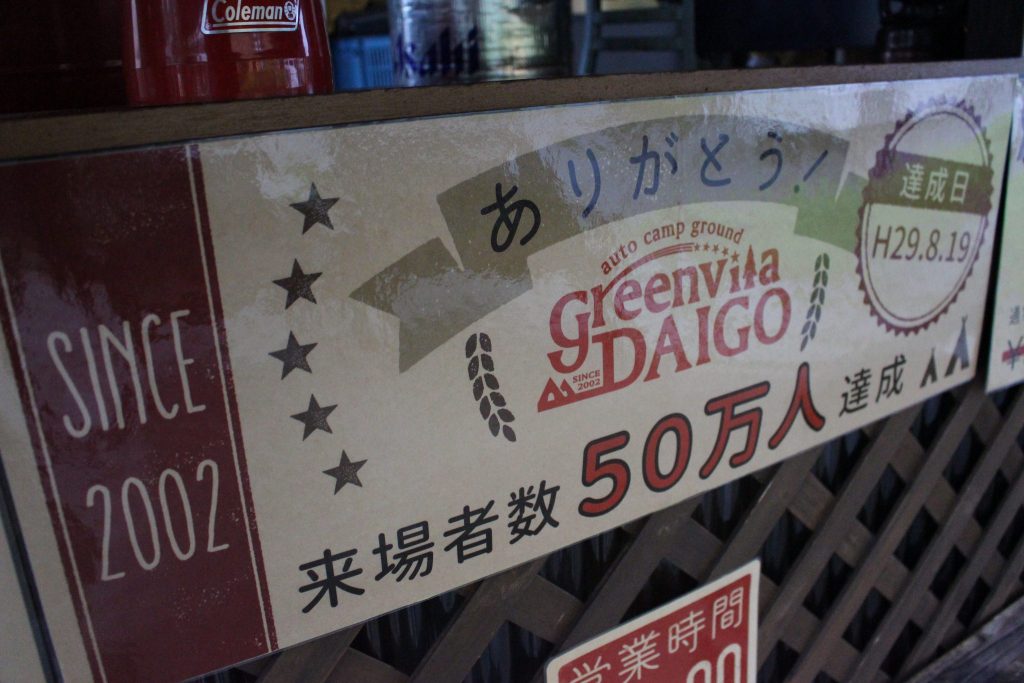 Coleman
Asahi
SINCE
2002
ありがとう!
auto camp ground
greenvila
DAIGO
SINCE
2002
達成日
H29.8.19
来場者数 50万人 達成
営業時間